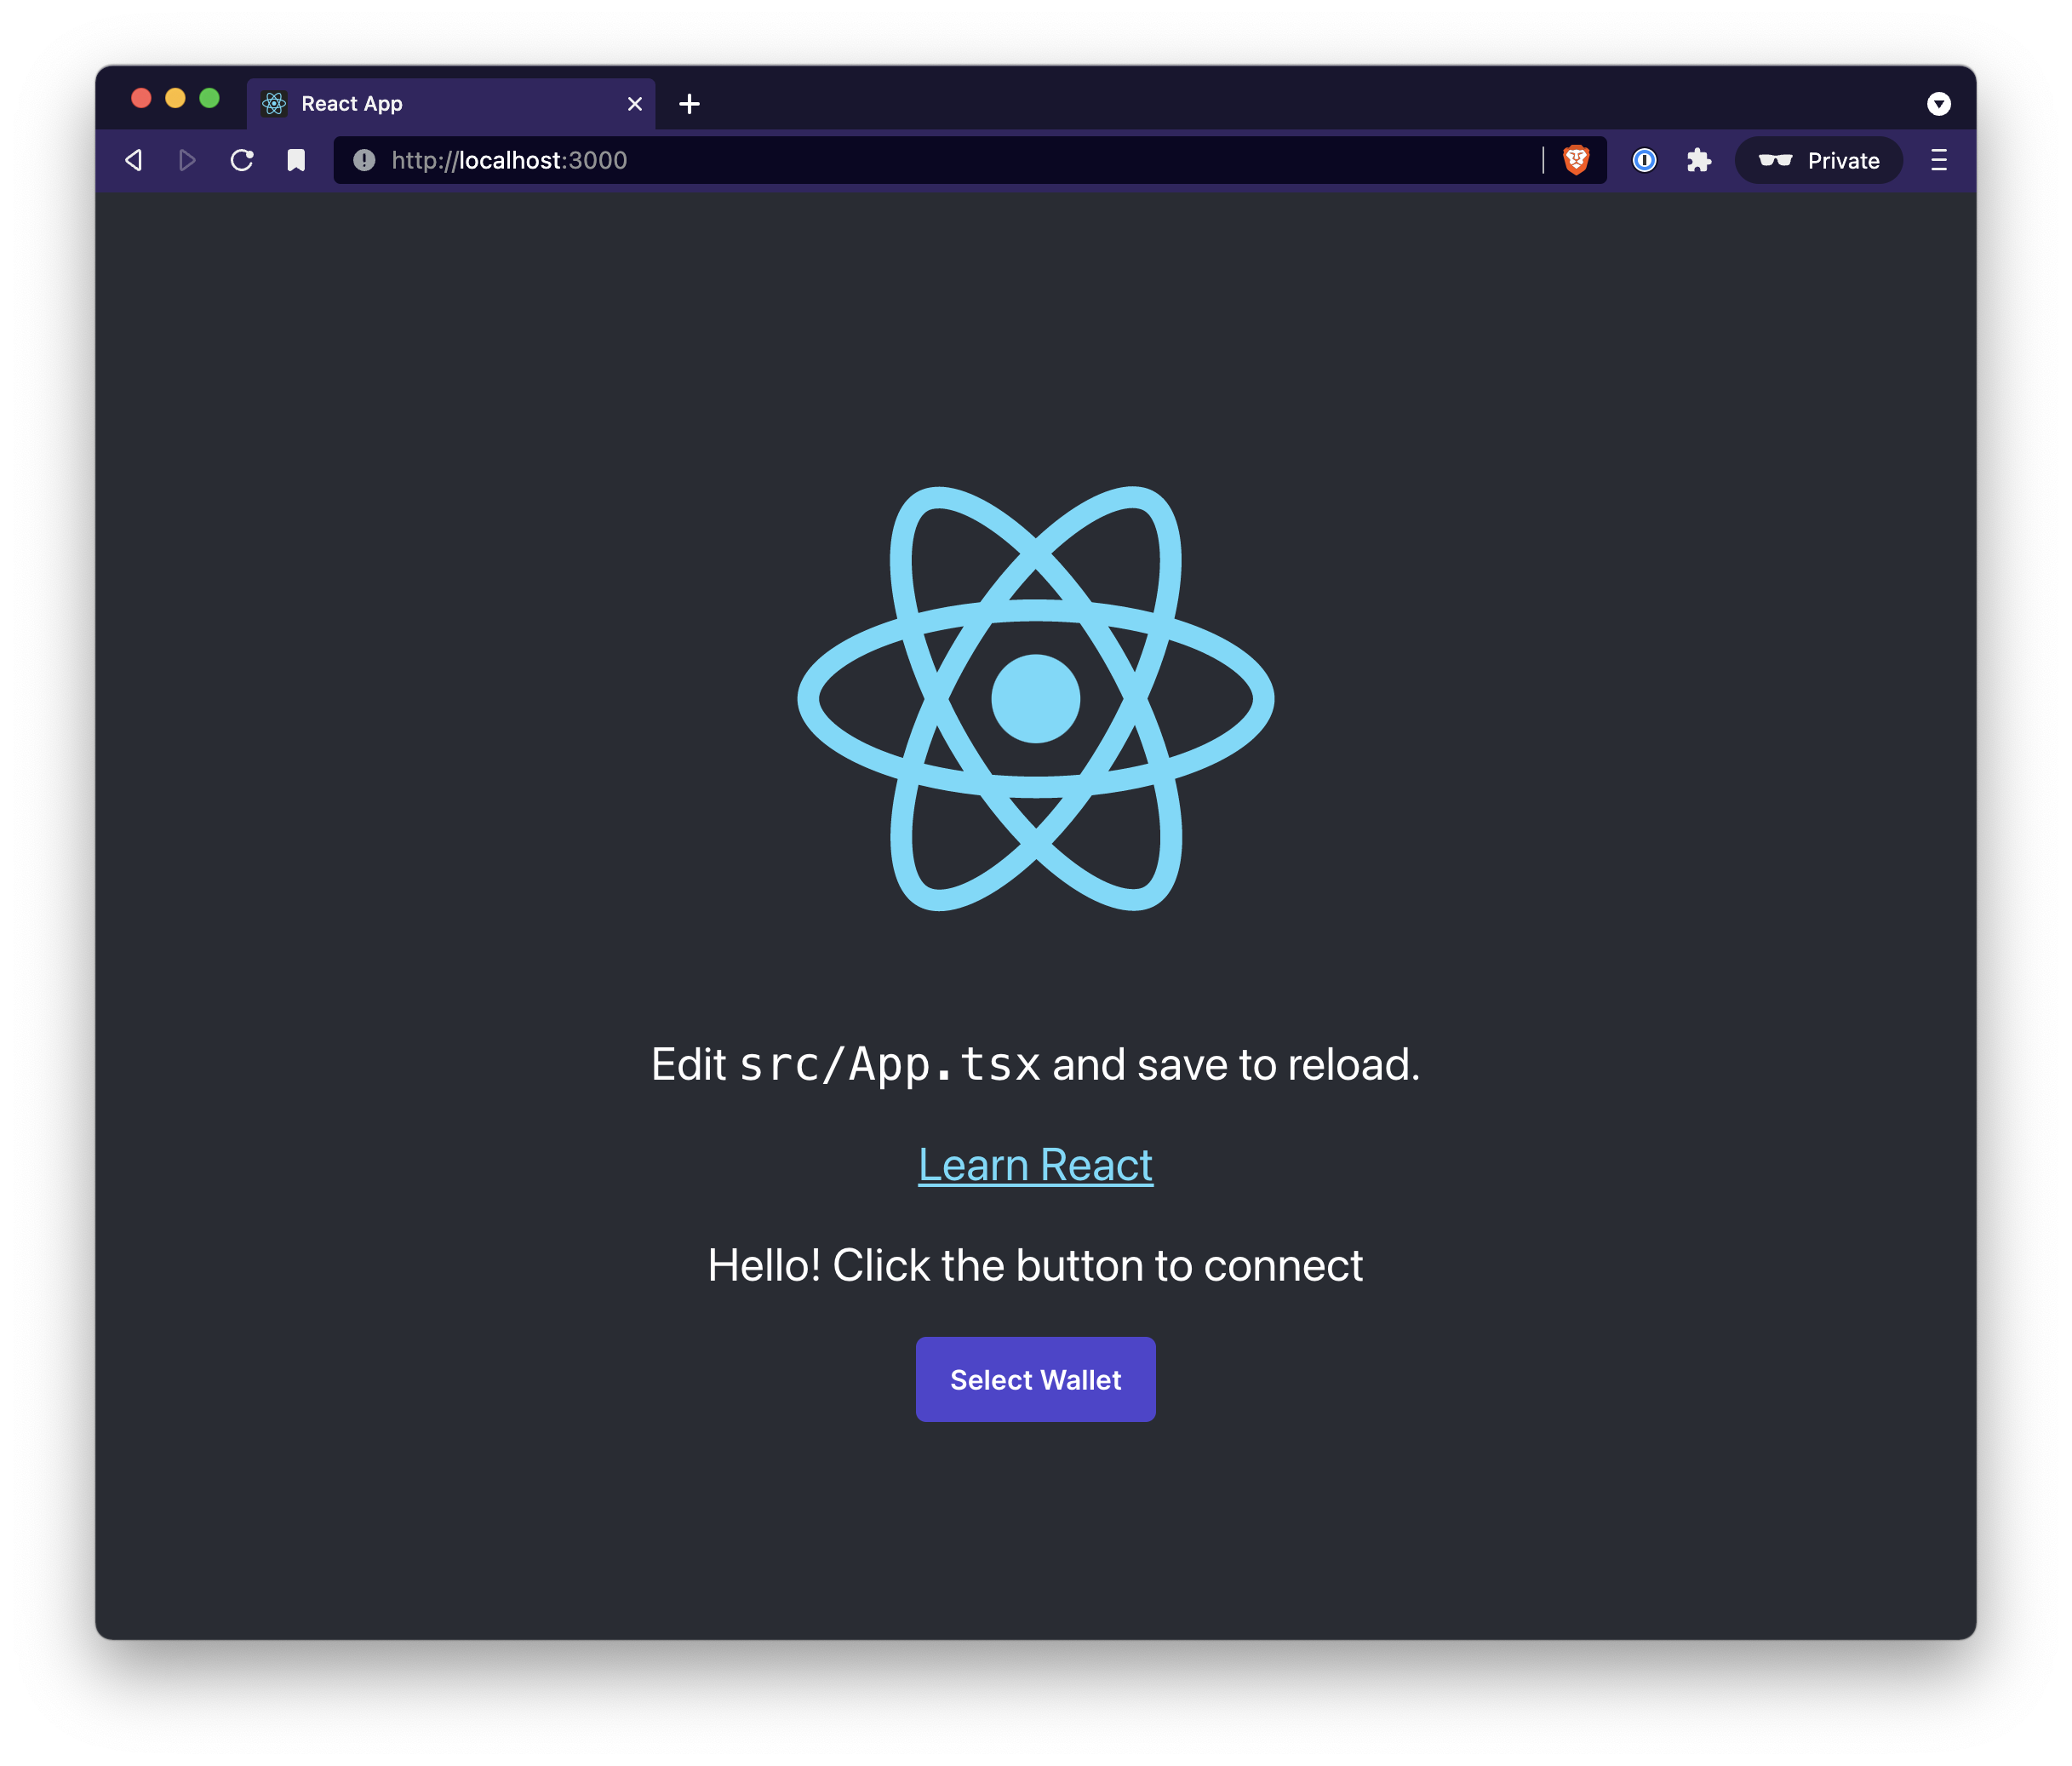 React App
http://localhost:3000
Private
Edit src/App.tsx and save to reload.
Learn React
Hello! Click the button to connect
Select Wallet